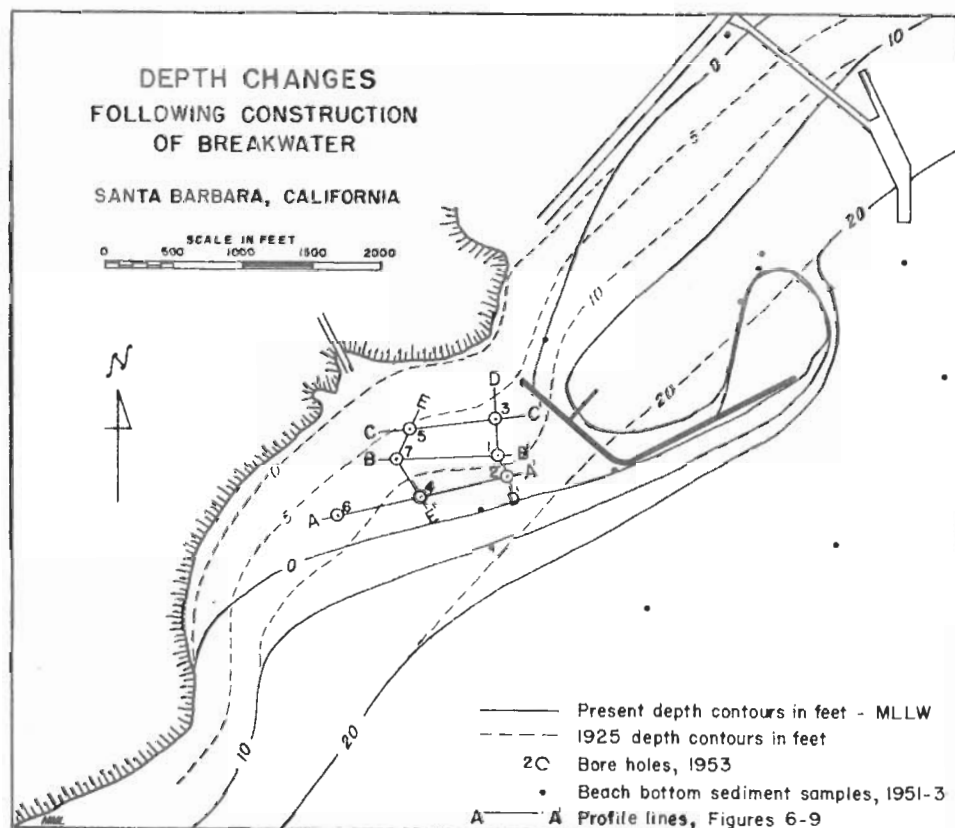 DEPTH CHANGES
FOLLOWING CONSTRUCTION
OF BREAKWATER
SANTA BARBARA, CALIFORNIA
SCALE IN FEET
0 500 1000 1500 2000
N
0
10
5
20
10
20
0
5
0
10
20
D
E
3
C'
C
5
B
7
1
B'
2
A'
4
D'
E'
A
6
Present depth contours in feet - MLLW
1925 depth contours in feet
2C Bore holes, 1953
Beach bottom sediment samples, 1951-3
A A' Profile lines, Figures 6-9